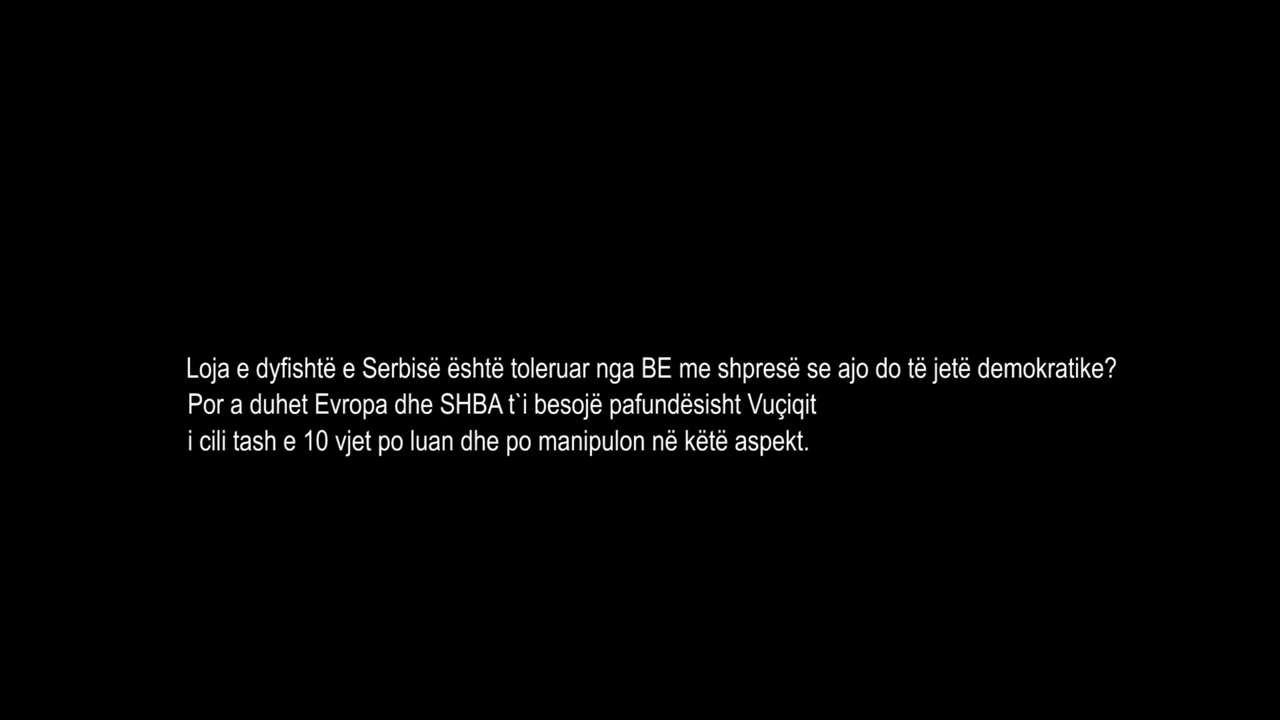 Loja e dyfishtë e Serbisë është toleruar nga BE me shpresë se ajo do të jetë demokratike?
Por a duhet Evropa dhe SHBA t`i besojë pafundësisht Vuçiqit
i cili tash e 10 vjet po luan dhe po manipulon në këtë aspekt.